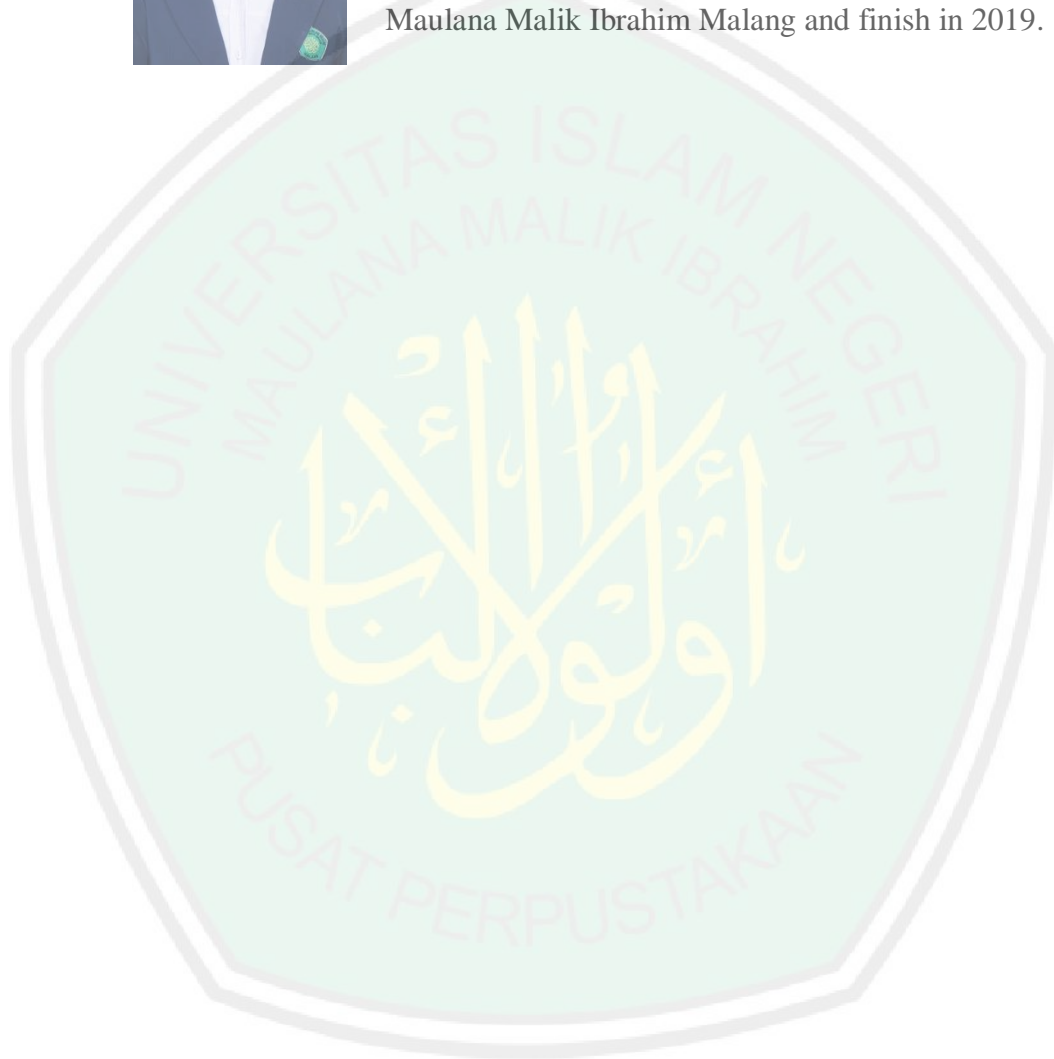 Maulana Malik Ibrahim Malang and finish in 2019.
UNIVERSITAS ISLAM NEGERI
MAULANA MALIK IBRAHIM
أولوا الألباب
PUSAT PERPUSTAKAAN